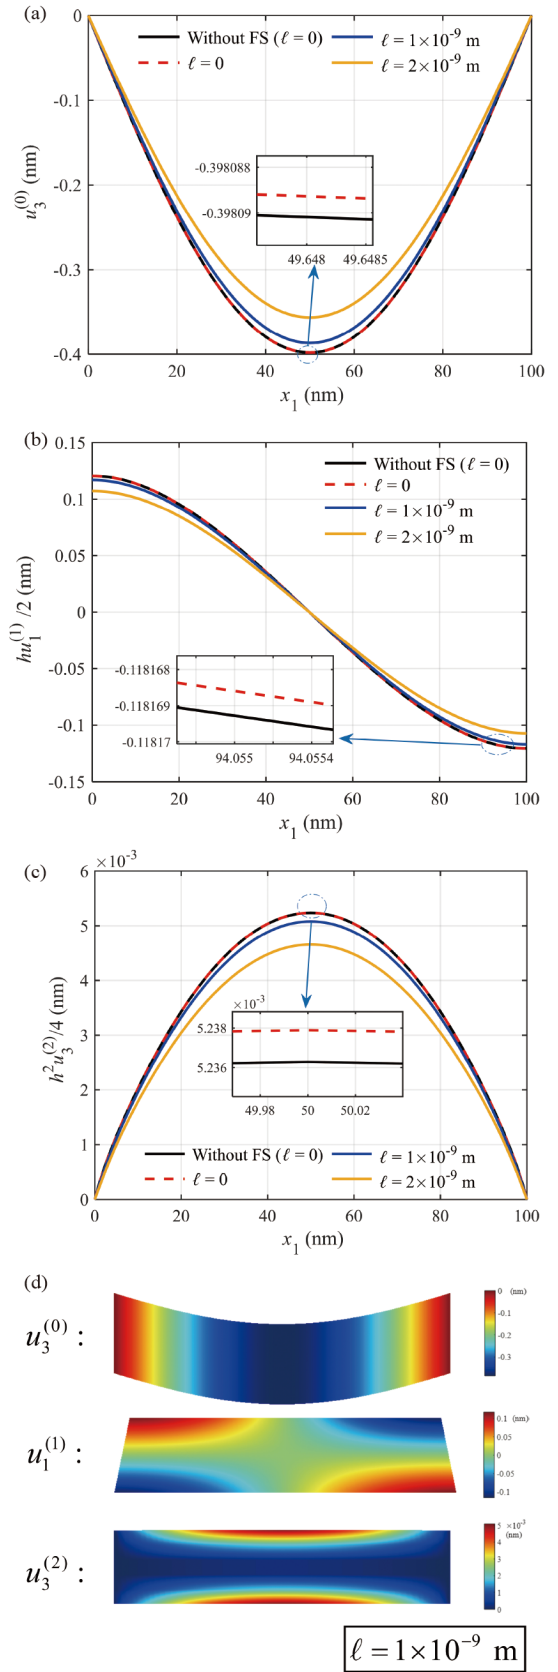 (a)
Without FS (ℓ = 0)
ℓ = 0
ℓ = 1×10⁻⁹ m
ℓ = 2×10⁻⁹ m
0
-0.1
-0.2
-0.3
-0.4
u₃⁽⁰⁾ (nm)
-0.398088
-0.39809
49.648 49.6485
0 20 40 60 80 100
x₁ (nm)
(b)
0.15
0.1
0.05
0
-0.05
-0.1
-0.15
hu₁⁽¹⁾/2 (nm)
Without FS (ℓ = 0)
ℓ = 0
ℓ = 1×10⁻⁹ m
ℓ = 2×10⁻⁹ m
-0.118168
-0.118169
-0.11817
94.055 94.0554
0 20 40 60 80 100
x₁ (nm)
(c)
×10⁻³
6
5
4
3
2
1
0
h²u₃⁽²⁾/4 (nm)
×10⁻³
5.238
5.236
49.98 50 50.02
Without FS (ℓ = 0)
ℓ = 0
ℓ = 1×10⁻⁹ m
ℓ = 2×10⁻⁹ m
0 20 40 60 80 100
x₁ (nm)
(d)
u₃⁽⁰⁾ :
0 (nm)
-0.1
-0.2
-0.3
u₁⁽¹⁾ :
0.1 (nm)
0.05
0
-0.05
-0.1
u₃⁽²⁾ :
5 ×10⁻³
(nm)
4
3
2
1
0
ℓ = 1×10⁻⁹ m